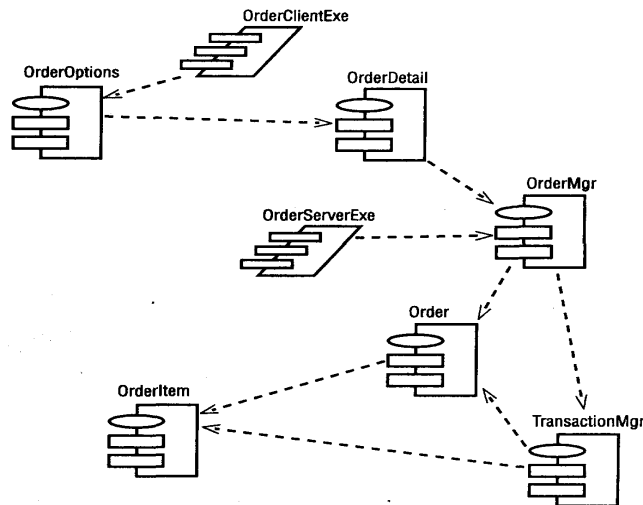 OrderClientExe
OrderOptions
OrderDetail
OrderMgr
OrderServerExe
Order
OrderItem
TransactionMgr